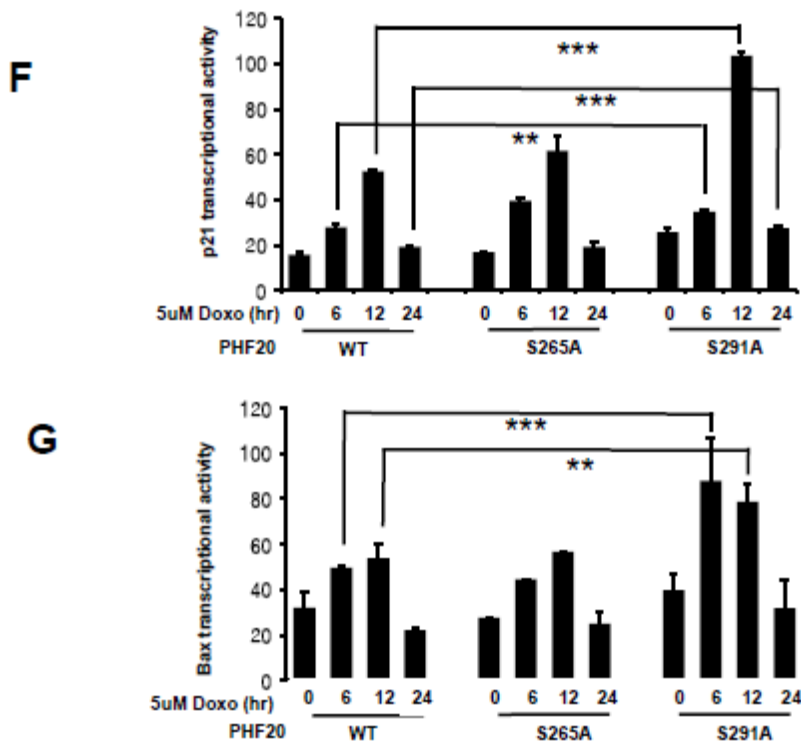 F
p21 transcriptional activity
120
100
80
60
40
20
0
***
***
**
5uM Doxo (hr) 0 6 12 24 0 6 12 24 0 6 12 24
PHF20 WT S265A S291A
G
Bax transcriptional activity
120
100
80
60
40
20
0
***
**
5uM Doxo (hr) 0 6 12 24 0 6 12 24 0 6 12 24
PHF20 WT S265A S291A